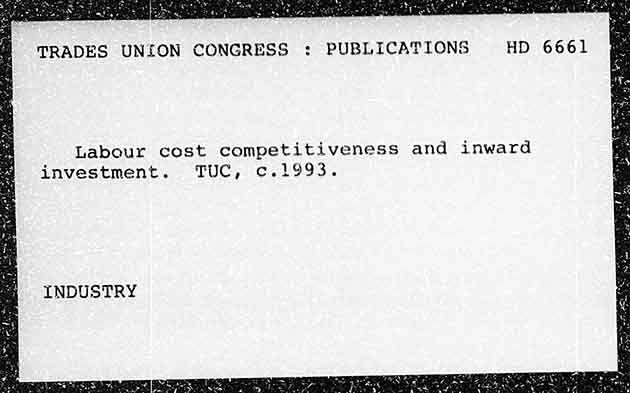 TRADES UNION CONGRESS : PUBLICATIONS HD 6661
Labour cost competitiveness and inward
investment. TUC, c.1993.
INDUSTRY